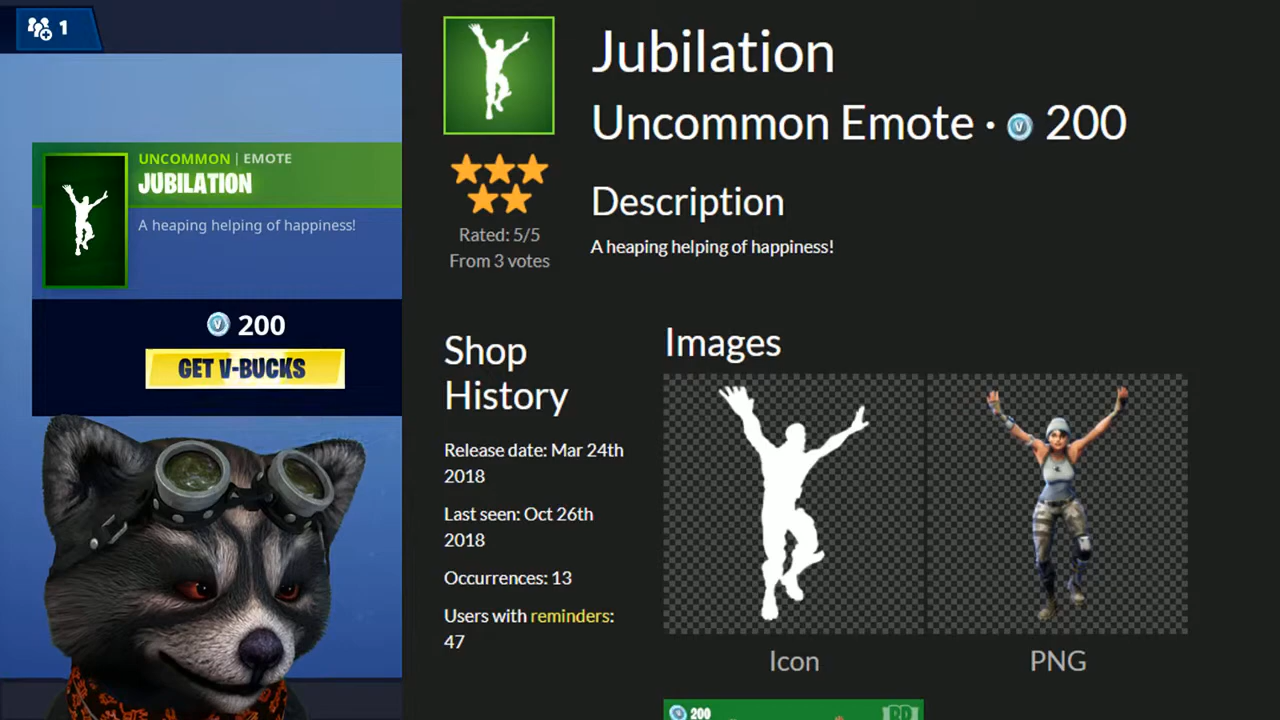 1
UNCOMMON | EMOTE
JUBILATION
A heaping helping of happiness!
200
GET V-BUCKS
Jubilation
Uncommon Emote · V 200
Rated: 5/5
From 3 votes
Description
A heaping helping of happiness!
Shop
History
Release date: Mar 24th
2018
Last seen: Oct 26th
2018
Occurrences: 13
Users with reminders:
47
Images
Icon
PNG
200